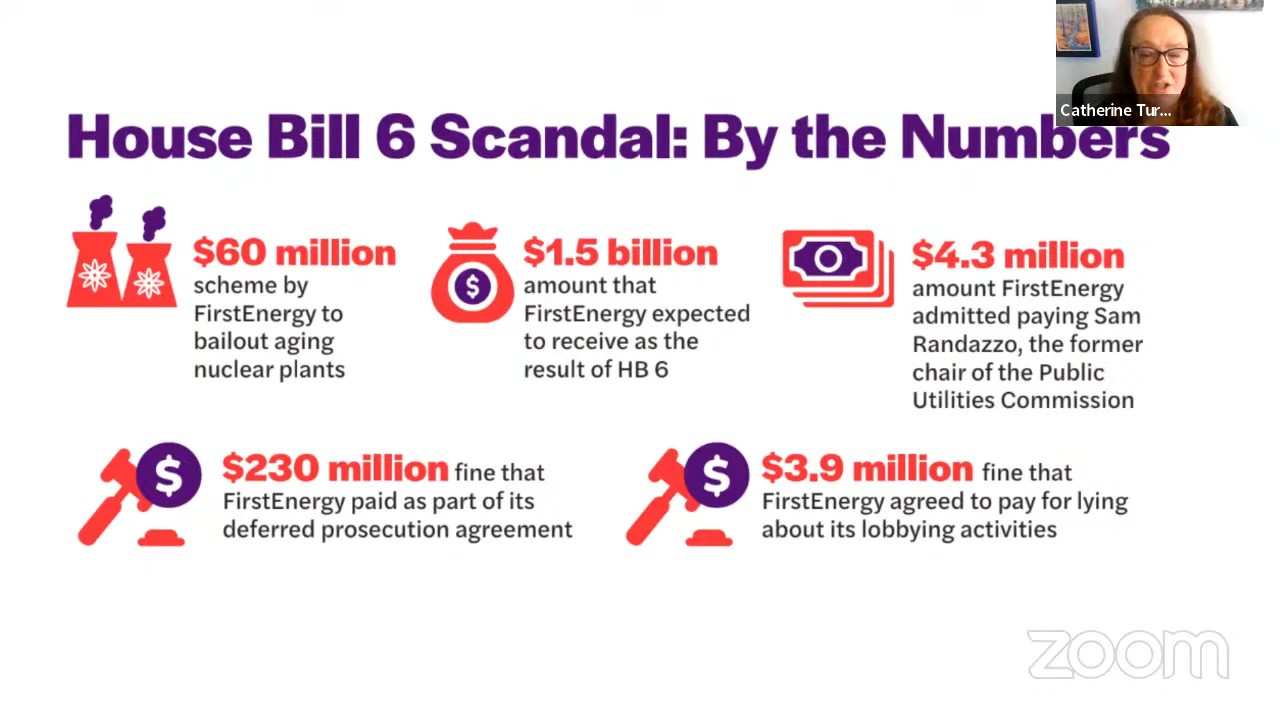 Catherine Tur...
House Bill 6 Scandal: By the Numbers
$60 million
scheme by
FirstEnergy to
bailout aging
nuclear plants
$
$1.5 billion
amount that
FirstEnergy expected
to receive as the
result of HB 6
$4.3 million
amount FirstEnergy
admitted paying Sam
Randazzo, the former
chair of the Public
Utilities Commission
$
$230 million fine that
FirstEnergy paid as part of its
deferred prosecution agreement
$
$3.9 million fine that
FirstEnergy agreed to pay for lying
about its lobbying activities
zoom